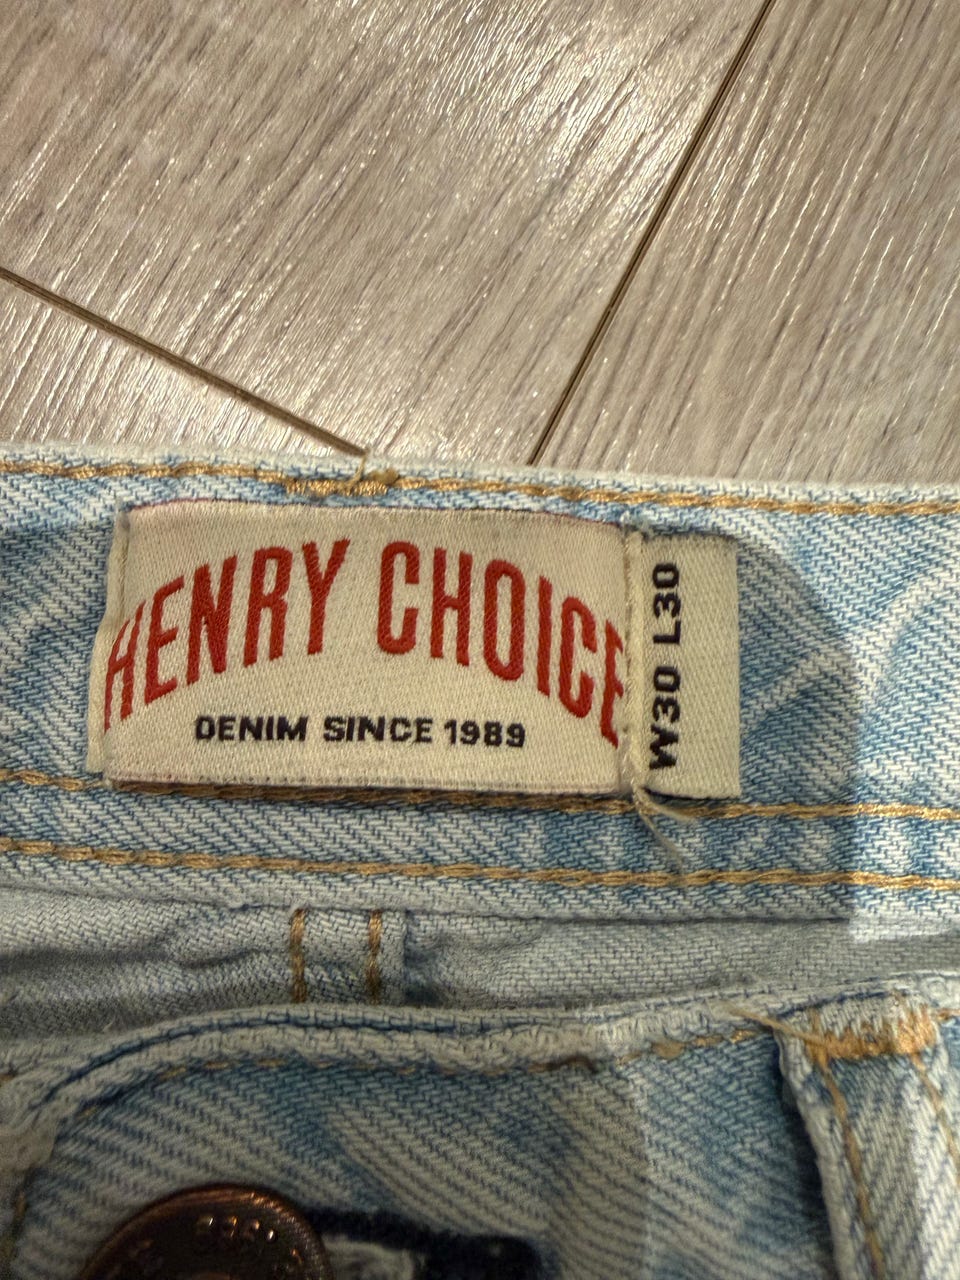 HENRY CHOICE
DENIM SINCE 1989
W30 L30